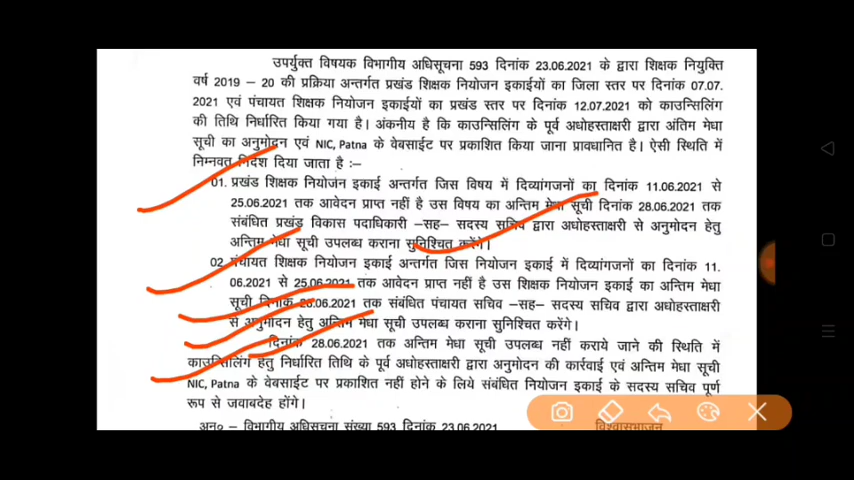 उपर्युक्त विषयक विभागीय अधिसूचना 593 दिनांक 23.06.2021 के द्वारा शिक्षक नियुक्ति
वर्ष 2019 – 20 की प्रक्रिया अन्तर्गत प्रखंड शिक्षक नियोजन इकाईयों का जिला स्तर पर दिनांक 07.07.
2021 एवं पंचायत शिक्षक नियोजन इकाईयों का प्रखंड स्तर पर दिनांक 12.07.2021 को काउन्सिलिंग
की तिथि निर्धारित किया गया है। अंकनीय है कि काउन्सिलिंग के पूर्व अधोहस्ताक्षरी द्वारा अंतिम मेधा
सूची का अनुमोदन एवं NIC, Patna के वेबसाईट पर प्रकाशित किया जाना प्रावधानित है। ऐसी स्थिति में
निम्नवत् निदेश दिया जाता है :–
01. प्रखंड शिक्षक नियोजन इकाई अन्तर्गत जिस विषय में दिव्यांगजनों का दिनांक 11.06.2021 से
25.06.2021 तक आवेदन प्राप्त नहीं है उस विषय का अन्तिम मेधा सूची दिनांक 28.06.2021 तक
संबंधित प्रखंड विकास पदाधिकारी –सह– सदस्य सचिव द्वारा अधोहस्ताक्षरी से अनुमोदन हेतु
अन्तिम मेधा सूची उपलब्ध कराना सुनिश्चित करेंगे।
02. पंचायत शिक्षक नियोजन इकाई अन्तर्गत जिस नियोजन इकाई में दिव्यांगजनों का दिनांक 11.
06.2021 से 25.06.2021 तक आवेदन प्राप्त नहीं है उस शिक्षक नियोजन इकाई का अन्तिम मेधा
सूची दिनांक 28.06.2021 तक संबंधित पंचायत सचिव –सह– सदस्य सचिव द्वारा अधोहस्ताक्षरी
से अनुमोदन हेतु अन्तिम मेधा सूची उपलब्ध कराना सुनिश्चित करेंगे।
दिनांक 28.06.2021 तक अन्तिम मेधा सूची उपलब्ध नहीं कराये जाने की स्थिति में
काउन्सिलिंग हेतु निर्धारित तिथि के पूर्व अधोहस्ताक्षरी द्वारा अनुमोदन की कार्रवाई एवं अन्तिम मेधा सूची
NIC, Patna के वेबसाईट पर प्रकाशित नहीं होने के लिये संबंधित नियोजन इकाई के सदस्य सचिव पूर्ण
रूप से जवाबदेह होंगे।
अनु० – विभागीय अधिसूचना संख्या 593 दिनांक 23.06.2021 विश्वासभाजन